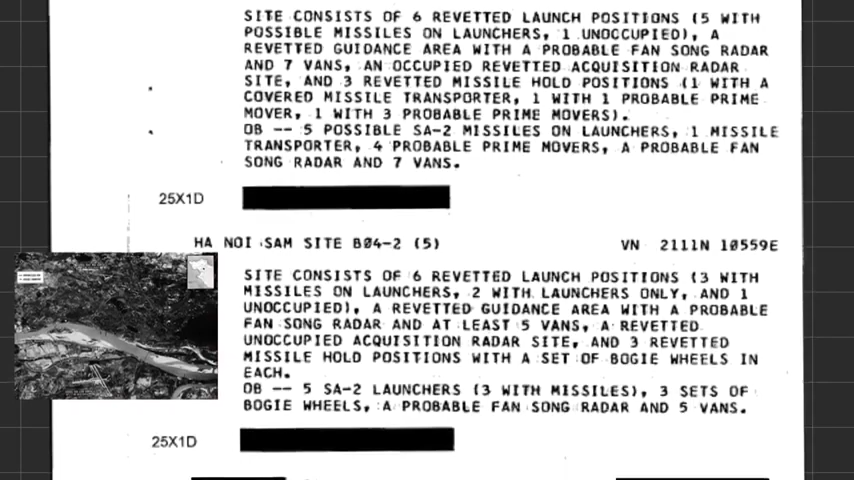 SITE CONSISTS OF 6 REVETTED LAUNCH POSITIONS (5 WITH
POSSIBLE MISSILES ON LAUNCHERS, 1 UNOCCUPIED), A
REVETTED GUIDANCE AREA WITH A PROBABLE FAN SONG RADAR
AND 7 VANS, AN OCCUPIED REVETTED ACQUISITION RADAR
SITE, AND 3 REVETTED MISSILE HOLD POSITIONS (1 WITH A
COVERED MISSILE TRANSPORTER, 1 WITH 1 PROBABLE PRIME
MOVER, 1 WITH 3 PROBABLE PRIME MOVERS).
OB -- 5 POSSIBLE SA-2 MISSILES ON LAUNCHERS, 1 MISSILE
TRANSPORTER, 4 PROBABLE PRIME MOVERS, A PROBABLE FAN
SONG RADAR AND 7 VANS.
25X1D
HA NOI SAM SITE B04-2 (5) VN 2111N 10559E
SITE CONSISTS OF 6 REVETTED LAUNCH POSITIONS (3 WITH
MISSILES ON LAUNCHERS, 2 WITH LAUNCHERS ONLY, AND 1
UNOCCUPIED), A REVETTED GUIDANCE AREA WITH A PROBABLE
FAN SONG RADAR AND AT LEAST 5 VANS, A REVETTED
UNOCCUPIED ACQUISITION RADAR SITE, AND 3 REVETTED
MISSILE HOLD POSITIONS WITH A SET OF BOGIE WHEELS IN
EACH.
OB -- 5 SA-2 LAUNCHERS (3 WITH MISSILES), 3 SETS OF
BOGIE WHEELS, A PROBABLE FAN SONG RADAR AND 5 VANS.
25X1D